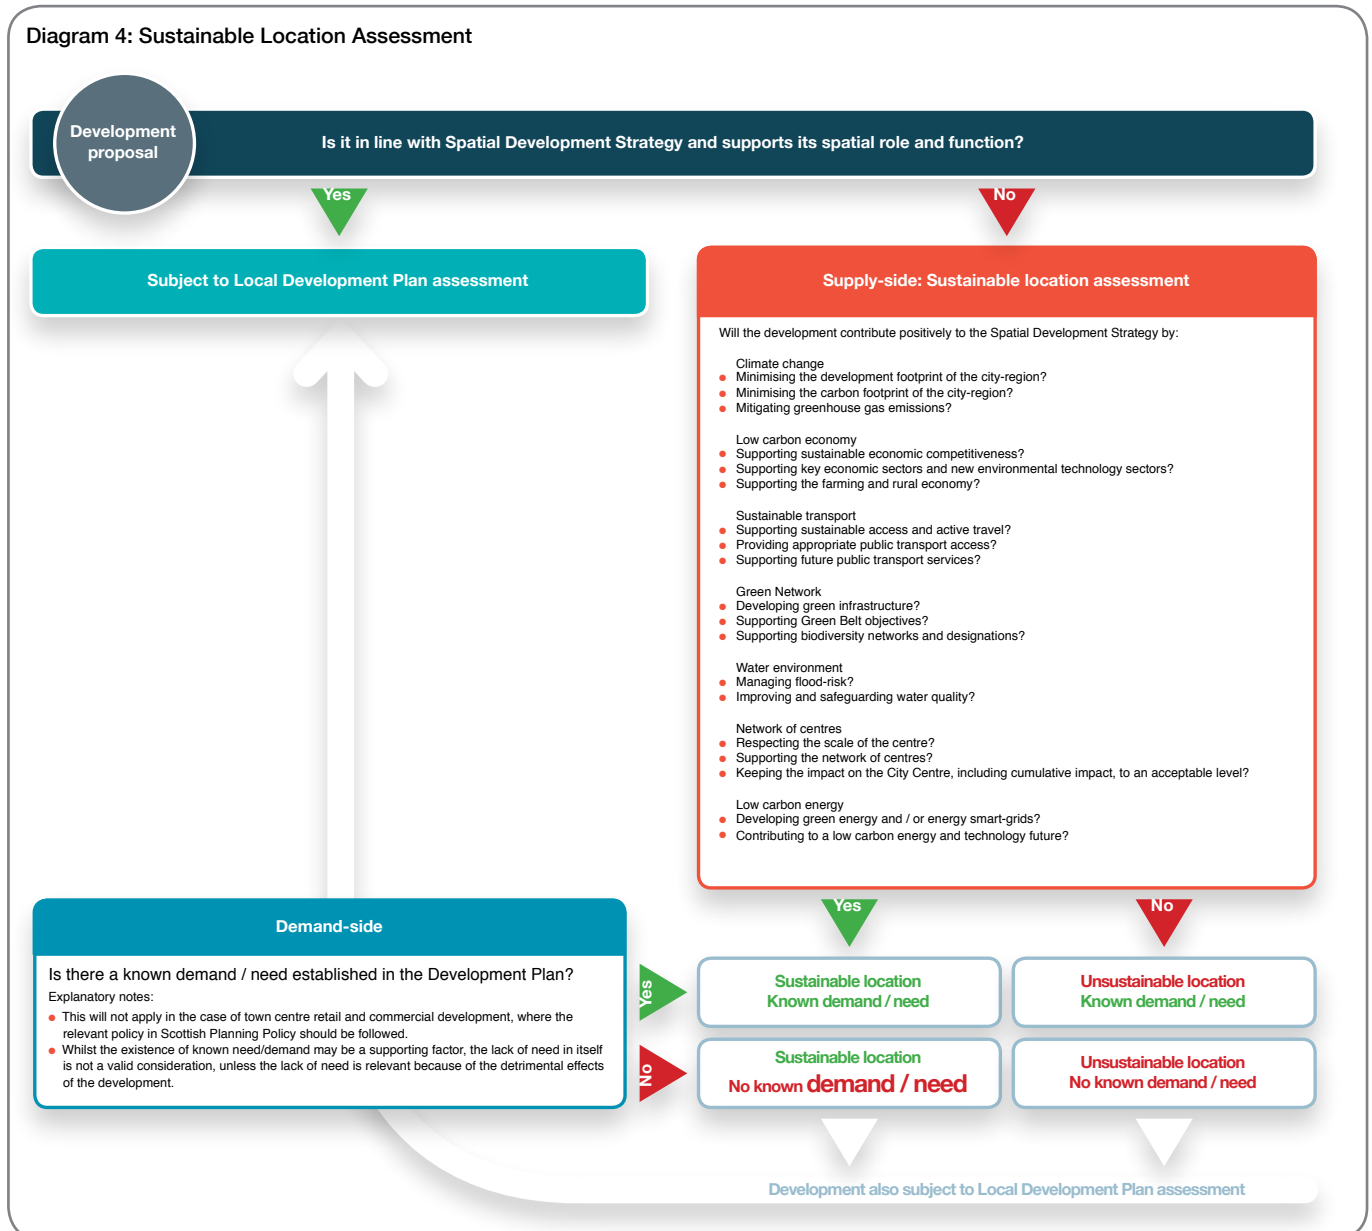 Diagram 4: Sustainable Location Assessment
Development
proposal
Is it in line with Spatial Development Strategy and supports its spatial role and function?
Yes
No
Subject to Local Development Plan assessment
Supply-side: Sustainable location assessment
Will the development contribute positively to the Spatial Development Strategy by:
Climate change
• Minimising the development footprint of the city-region?
• Minimising the carbon footprint of the city-region?
• Mitigating greenhouse gas emissions?
Low carbon economy
• Supporting sustainable economic competitiveness?
• Supporting key economic sectors and new environmental technology sectors?
• Supporting the farming and rural economy?
Sustainable transport
• Supporting sustainable access and active travel?
• Providing appropriate public transport access?
• Supporting future public transport services?
Green Network
• Developing green infrastructure?
• Supporting Green Belt objectives?
• Supporting biodiversity networks and designations?
Water environment
• Managing flood-risk?
• Improving and safeguarding water quality?
Network of centres
• Respecting the scale of the centre?
• Supporting the network of centres?
• Keeping the impact on the City Centre, including cumulative impact, to an acceptable level?
Low carbon energy
• Developing green energy and / or energy smart-grids?
• Contributing to a low carbon energy and technology future?
Yes
No
Demand-side
Is there a known demand / need established in the Development Plan?
Explanatory notes:
• This will not apply in the case of town centre retail and commercial development, where the
relevant policy in Scottish Planning Policy should be followed.
• Whilst the existence of known need/demand may be a supporting factor, the lack of need in itself
is not a valid consideration, unless the lack of need is relevant because of the detrimental effects
of the development.
Yes
Sustainable location
Known demand / need
Unsustainable location
Known demand / need
No
Sustainable location
No known demand / need
Unsustainable location
No known demand / need
Development also subject to Local Development Plan assessment